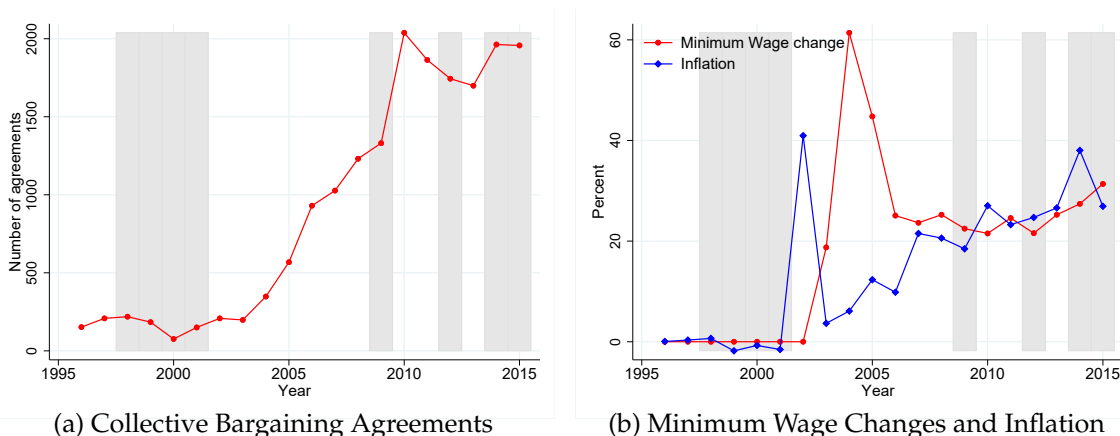 Number of agreements
2000
1500
1000
500
0
1995 2000 2005 2010 2015
Year
(a) Collective Bargaining Agreements
Minimum Wage change
Inflation
Percent
60
40
20
0
1995 2000 2005 2010 2015
Year
(b) Minimum Wage Changes and Inflation